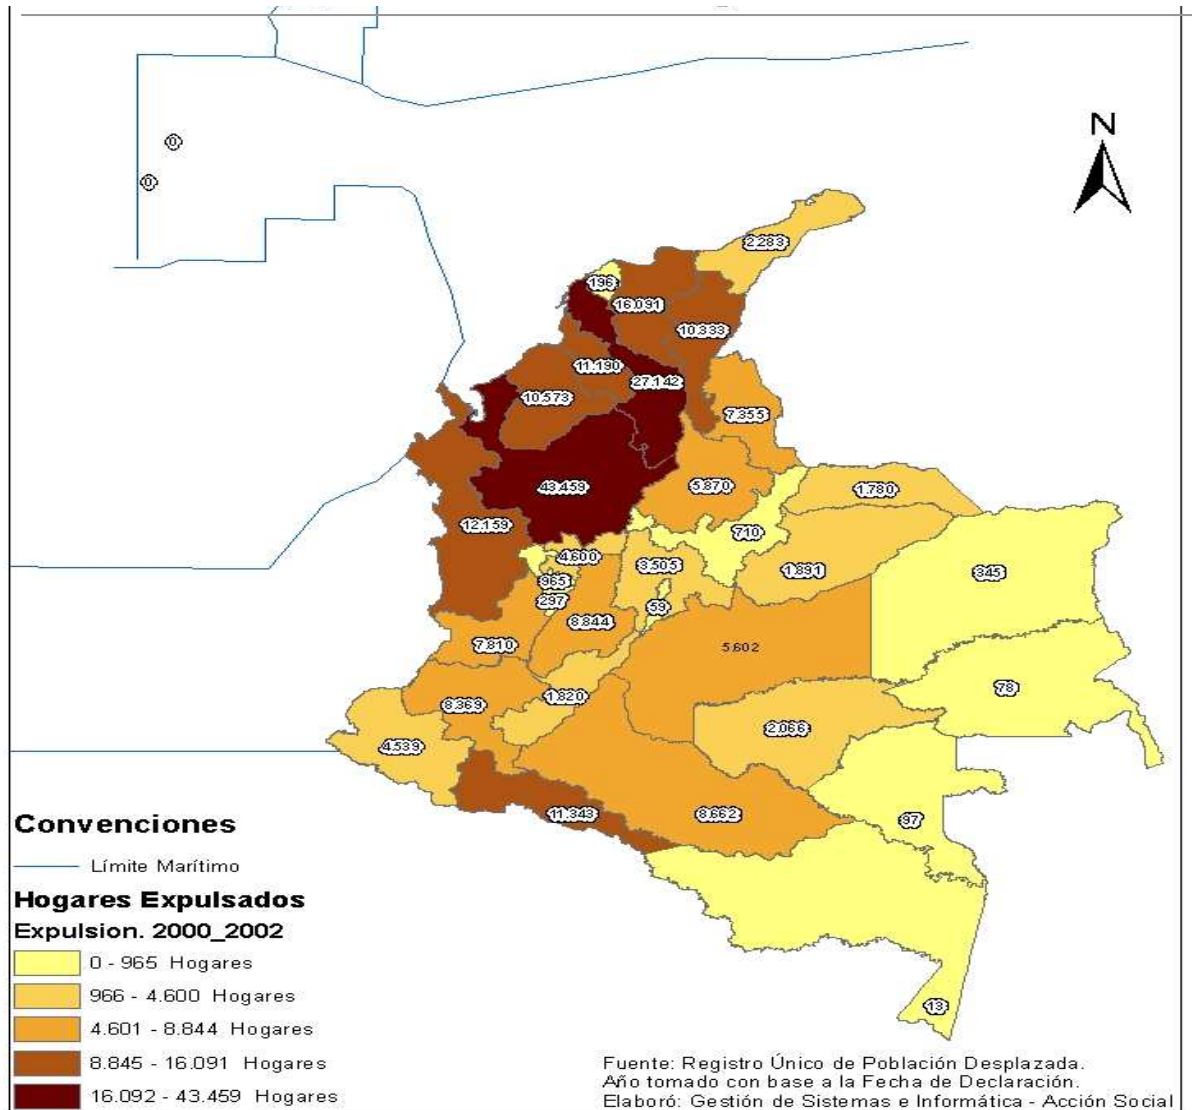 N
0
0
2.283
196
16.091
10.333
11.190
27.142
10.573
7.355
43.459
5.870
1.780
12.159
710
4.600
3.505
1.891
845
965
297
59
8.844
7.810
5.602
78
1.820
8.369
2.066
4.539
11.343
8.662
97
13
Convenciones
Límite Marítimo
Hogares Expulsados
Expulsion. 2000_2002
0 - 965 Hogares
966 - 4.600 Hogares
4.601 - 8.844 Hogares
8.845 - 16.091 Hogares
16.092 - 43.459 Hogares
Fuente: Registro Único de Población Desplazada.
Año tomado con base a la Fecha de Declaración.
Elaboró: Gestión de Sistemas e Informática - Acción Social